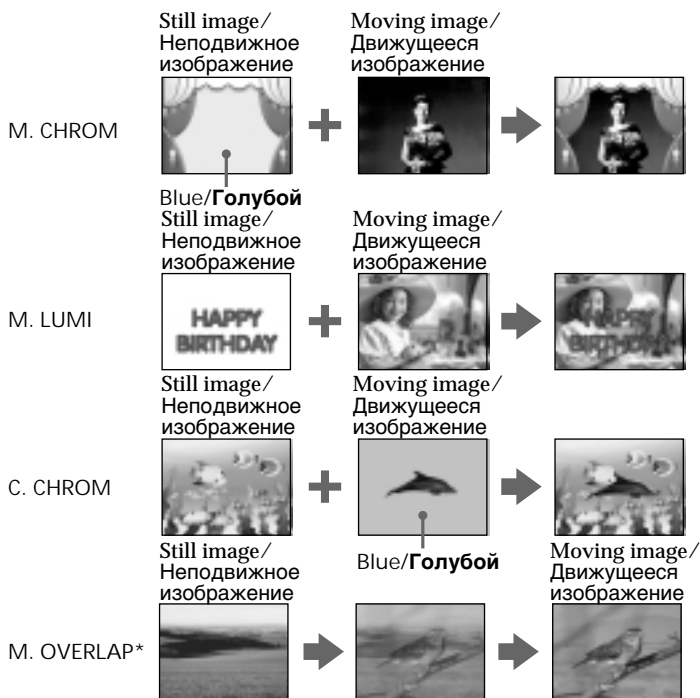 Still image/
Неподвижное
изображение
Moving image/
Движущееся
изображение
M. CHROM
Blue/Голубой
Still image/
Неподвижное
изображение
Moving image/
Движущееся
изображение
M. LUMI
HAPPY
BIRTHDAY
HAPPY
BIRTHDAY
Still image/
Неподвижное
изображение
Moving image/
Движущееся
изображение
C. CHROM
Blue/Голубой
Still image/
Неподвижное
изображение
Moving image/
Движущееся
изображение
M. OVERLAP*